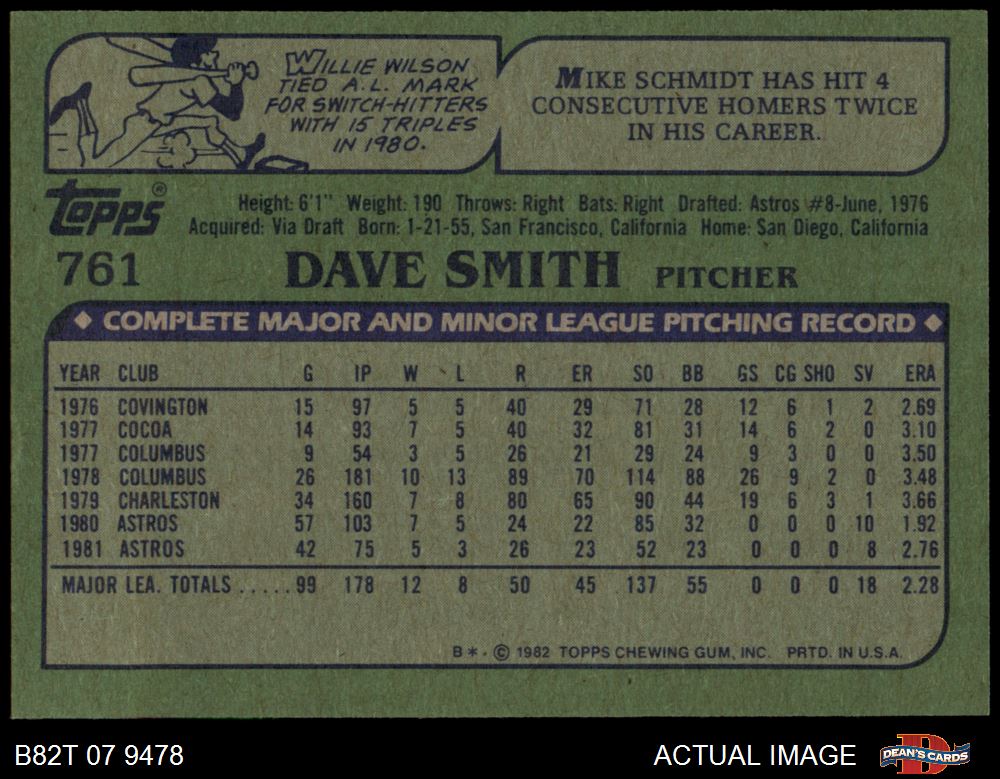 WILLIE WILSON
TIED A.L. MARK
FOR SWITCH-HITTERS
WITH 15 TRIPLES
IN 1980.
MIKE SCHMIDT HAS HIT 4
CONSECUTIVE HOMERS TWICE
IN HIS CAREER.
topps®
Height: 6'1" Weight: 190 Throws: Right Bats: Right Drafted: Astros #8-June, 1976
Acquired: Via Draft Born: 1-21-55, San Francisco, California Home: San Diego, California
761 DAVE SMITH PITCHER
◆ COMPLETE MAJOR AND MINOR LEAGUE PITCHING RECORD ◆
YEAR CLUB G IP W L R ER SO BB GS CG SHO SV ERA
1976 COVINGTON 15 97 5 5 40 29 71 28 12 6 1 2 2.69
1977 COCOA 14 93 7 5 40 32 81 31 14 6 2 0 3.10
1977 COLUMBUS 9 54 3 5 26 21 29 24 9 3 0 0 3.50
1978 COLUMBUS 26 181 10 13 89 70 114 88 26 9 2 0 3.48
1979 CHARLESTON 34 160 7 8 80 65 90 44 19 6 3 1 3.66
1980 ASTROS 57 103 7 5 24 22 85 32 0 0 0 10 1.92
1981 ASTROS 42 75 5 3 26 23 52 23 0 0 0 8 2.76
MAJOR LEA. TOTALS .....99 178 12 8 50 45 137 55 0 0 0 18 2.28
B*. © 1982 TOPPS CHEWING GUM, INC. PRTD. IN U.S.A.
B82T 07 9478 ACTUAL IMAGE DEAN'S CARDS